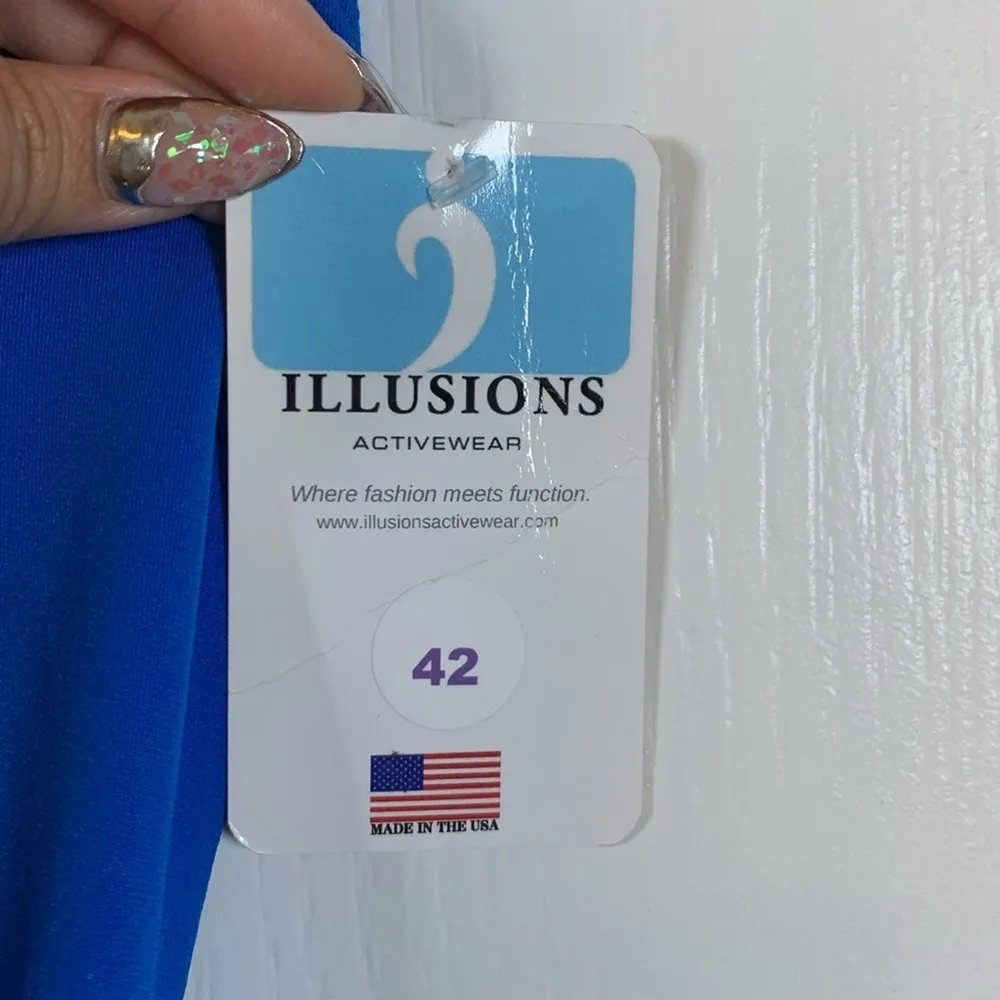 ILLUSIONS
ACTIVEWEAR
Where fashion meets function.
www.illusionsactivewear.com
42
MADE IN THE USA